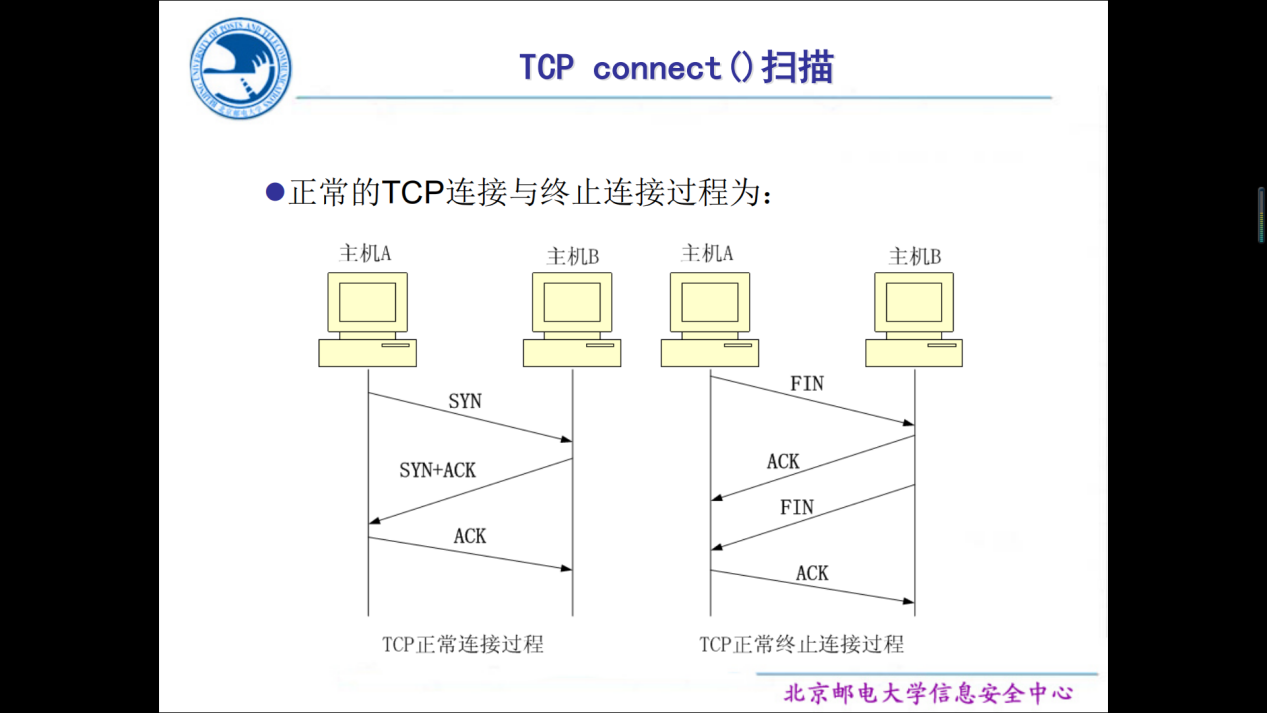 TCP connect()扫描
正常的TCP连接与终止连接过程为:
主机A
主机B
主机A
主机B
SYN
SYN+ACK
ACK
FIN
ACK
FIN
ACK
TCP正常连接过程
TCP正常终止连接过程
北京邮电大学信息安全中心